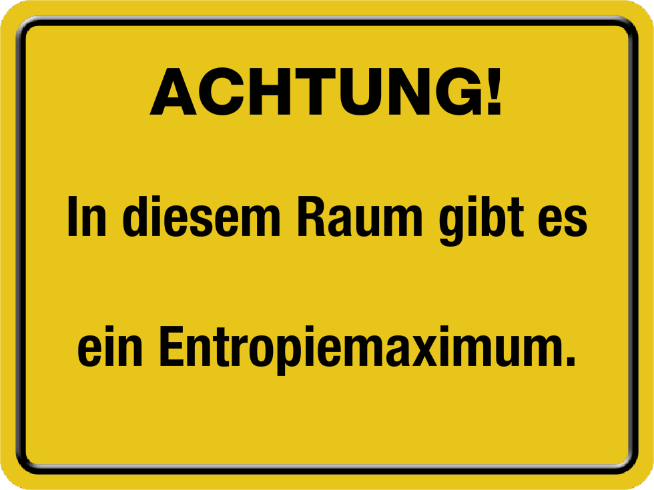 ACHTUNG!
In diesem Raum gibt es
ein Entropiemaximum.